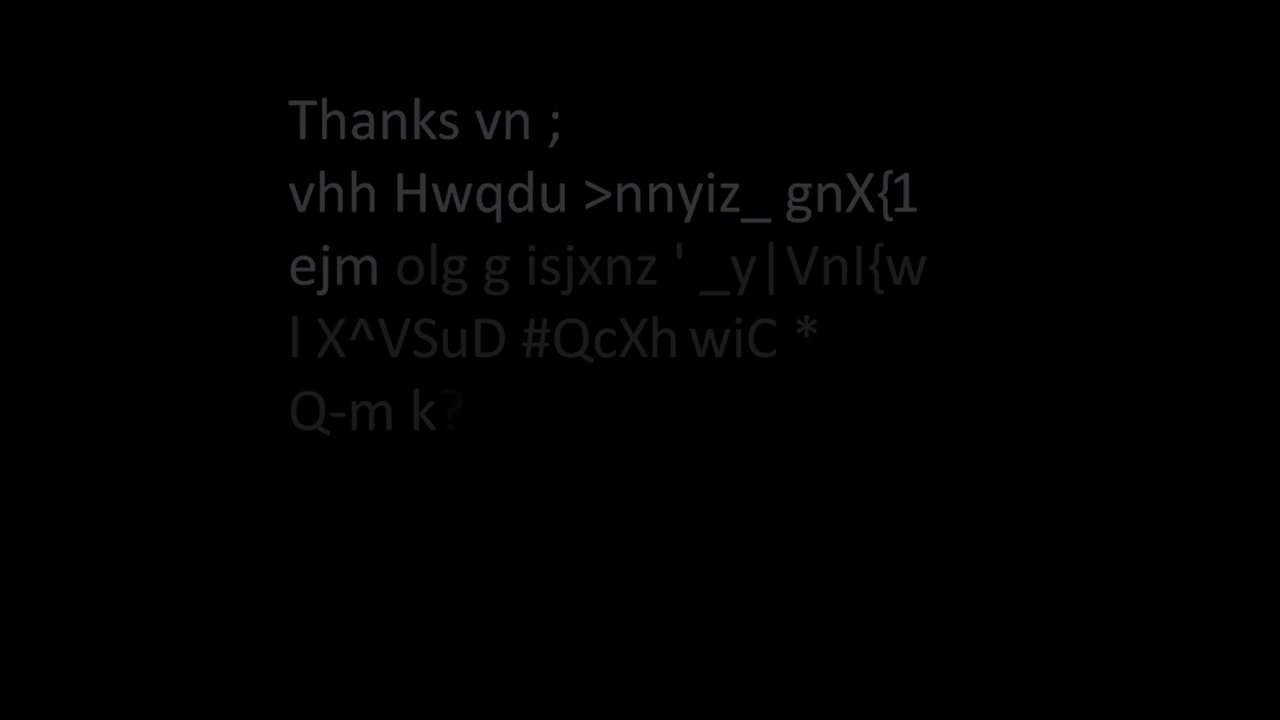 Thanks vn ;
vhh Hwqdu >nnyiz_ gnX{1
ejm olg g isjxnz ' _y|VnI{w
l X^VSuD #QcXh wiC *
Q-m k?